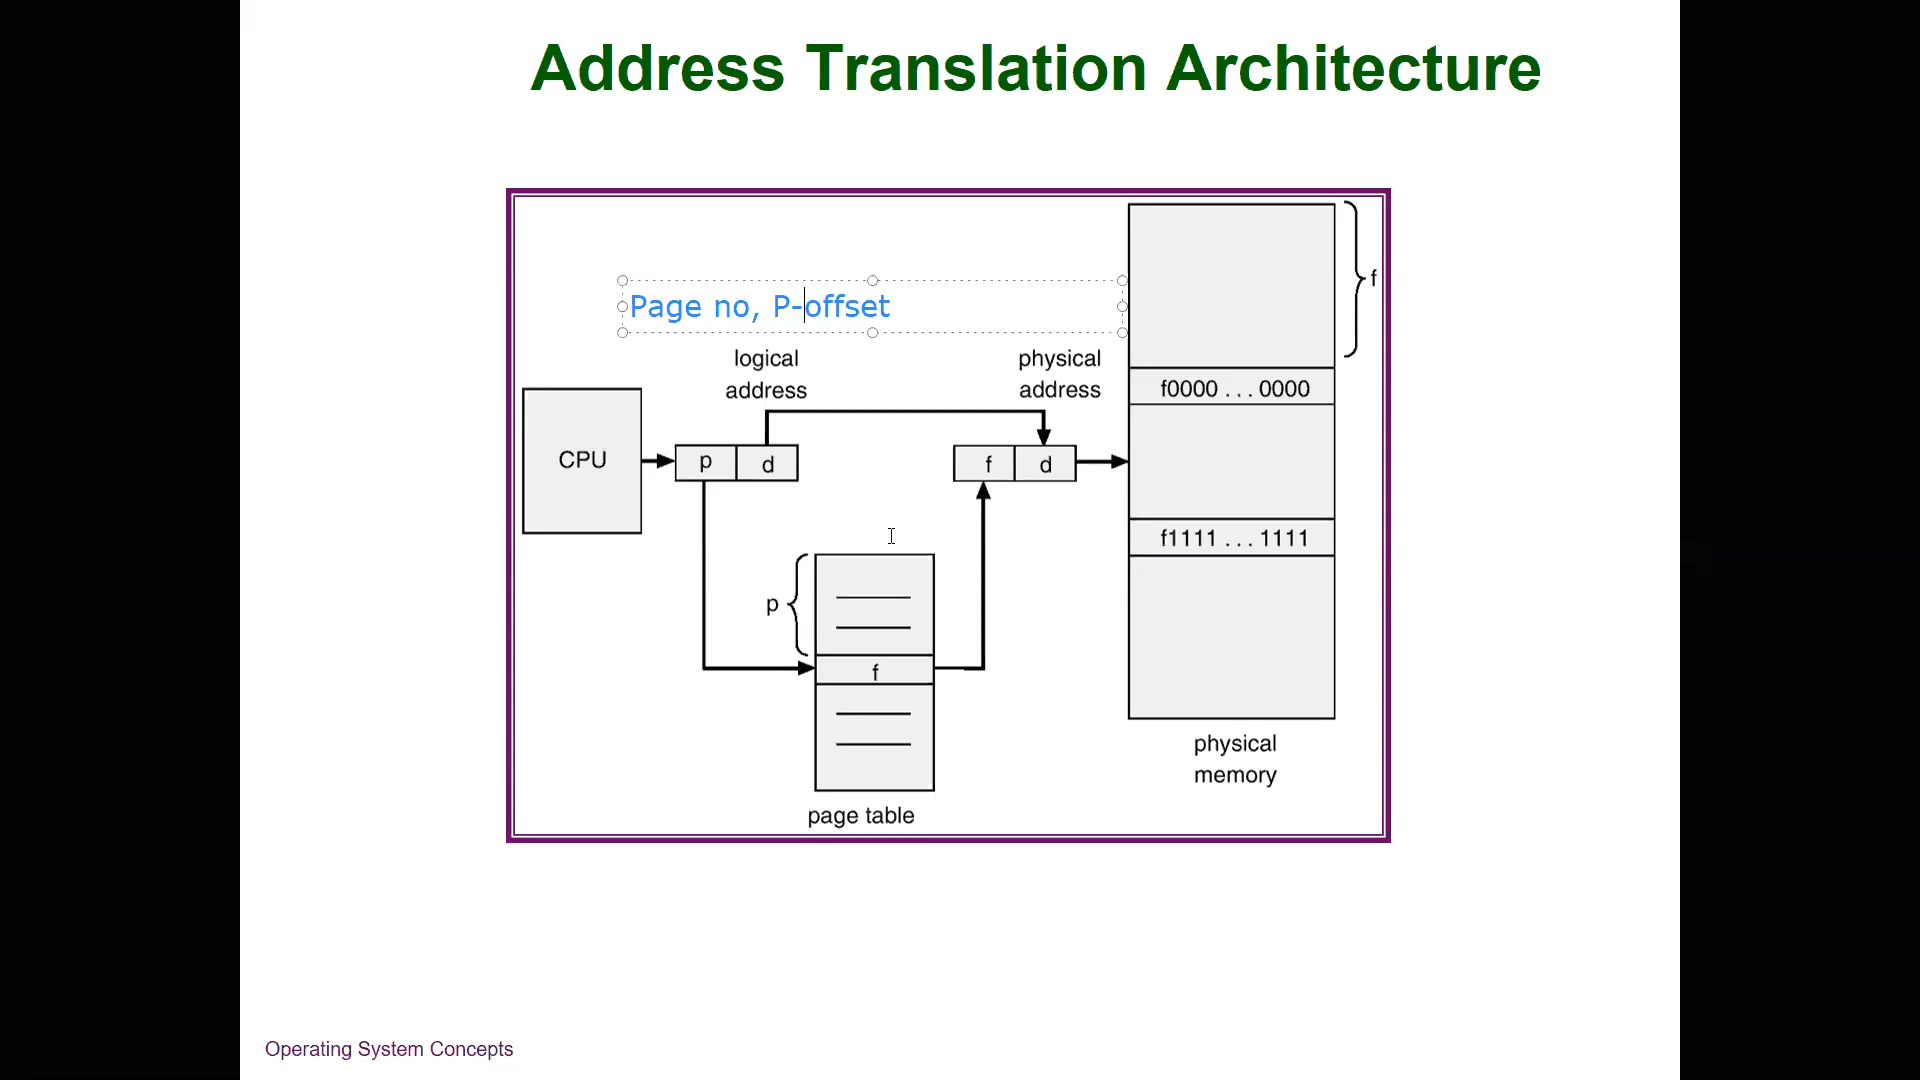 Address Translation Architecture
Page no, P-offset
logical
address
physical
address
f
f0000 . . . 0000
CPU
p
d
f
d
f1111 . . . 1111
p
f
physical
memory
page table
Operating System Concepts